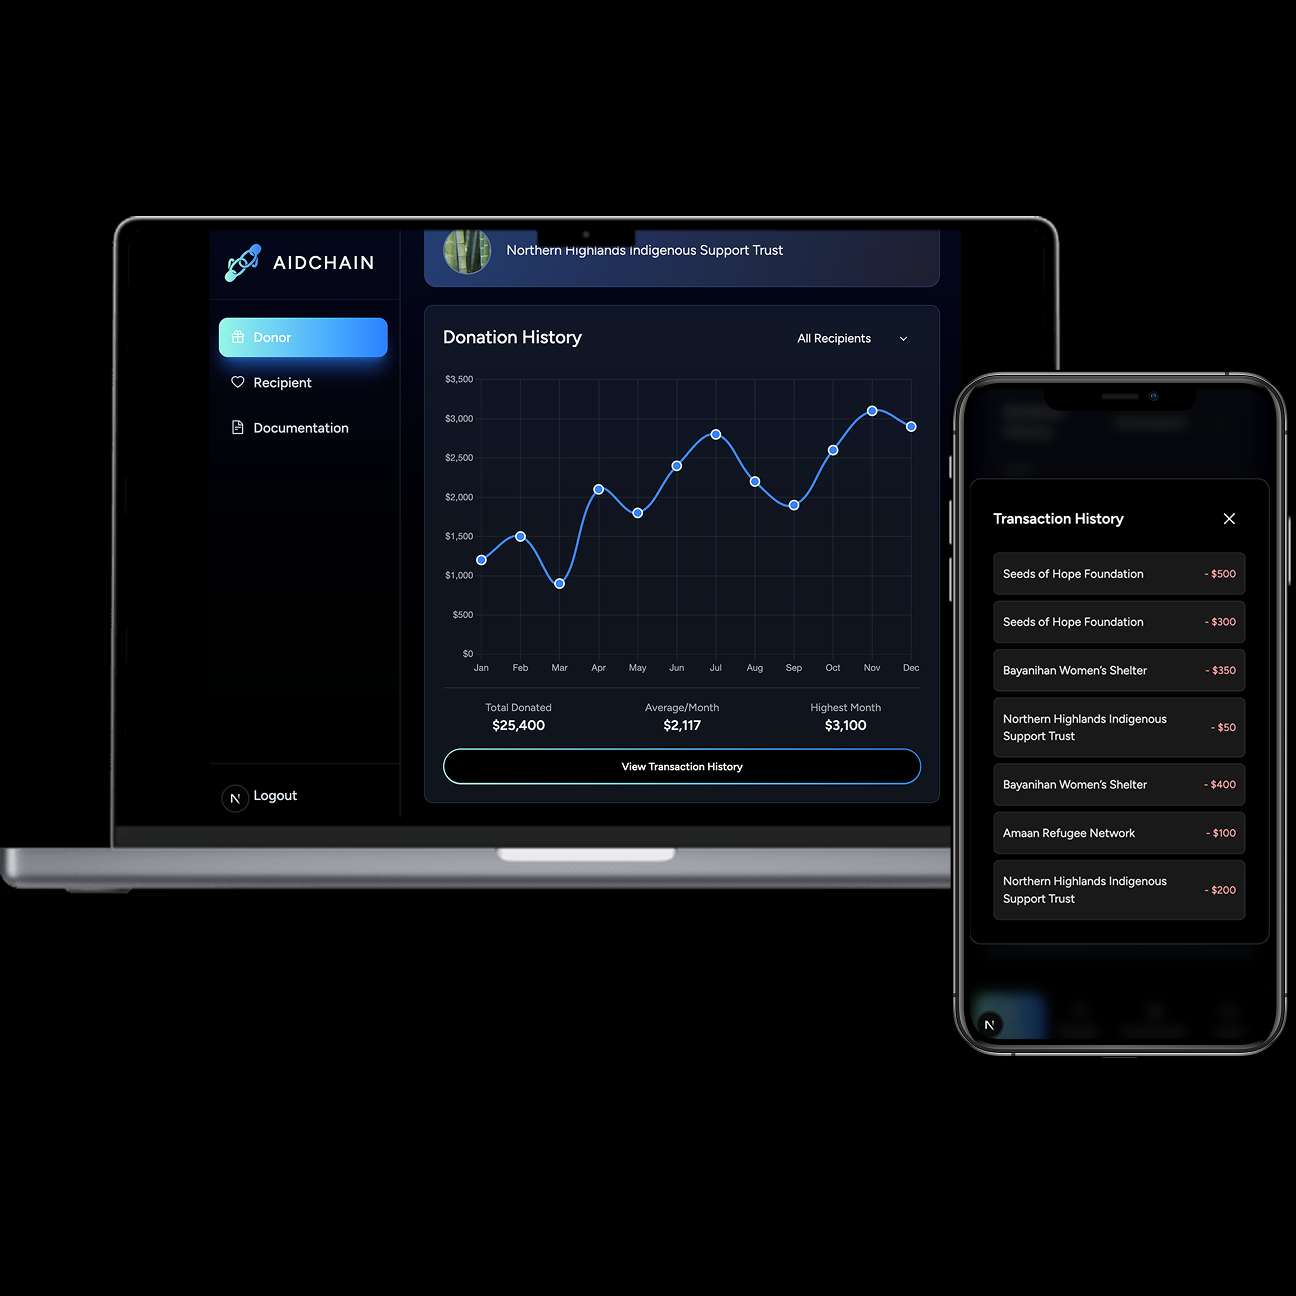 AIDCHAIN
Donor
Recipient
Documentation
N
Logout
Northern Highlands Indigenous Support Trust
Donation History
All Recipients
$3,500
$3,000
$2,500
$2,000
$1,500
$1,000
$500
$0
Jan Feb Mar Apr May Jun Jul Aug Sep Oct Nov Dec
Total Donated Average/Month Highest Month
$25,400 $2,117 $3,100
View Transaction History
Transaction History
Seeds of Hope Foundation - $500
Seeds of Hope Foundation - $300
Bayanihan Women’s Shelter - $350
Northern Highlands Indigenous
Support Trust - $50
Bayanihan Women’s Shelter - $400
Amaan Refugee Network - $100
Northern Highlands Indigenous
Support Trust - $200
N